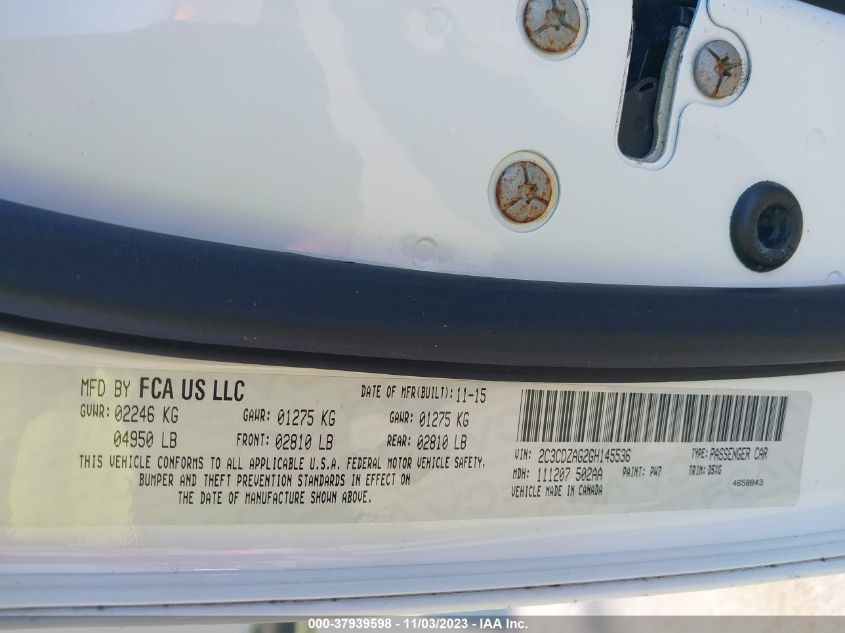 MFD BY FCA US LLC DATE OF MFR(BUILT): 11-15
GVWR: 02246 KG GAWR: 01275 KG GAWR: 01275 KG
04950 LB FRONT: 02810 LB REAR: 02810 LB
THIS VEHICLE CONFORMS TO ALL APPLICABLE U.S.A. FEDERAL MOTOR VEHICLE SAFETY,
BUMPER AND THEFT PREVENTION STANDARDS IN EFFECT ON
THE DATE OF MANUFACTURE SHOWN ABOVE.
VIN: 2C3CDZAG2GH145536 TYPE: PASSENGER CAR
MDH: 111207 502AA PAINT: PW7 TRIM: D5XG
VEHICLE MADE IN CANADA 4658843
000-37939598 - 11/03/2023 - IAAI.com